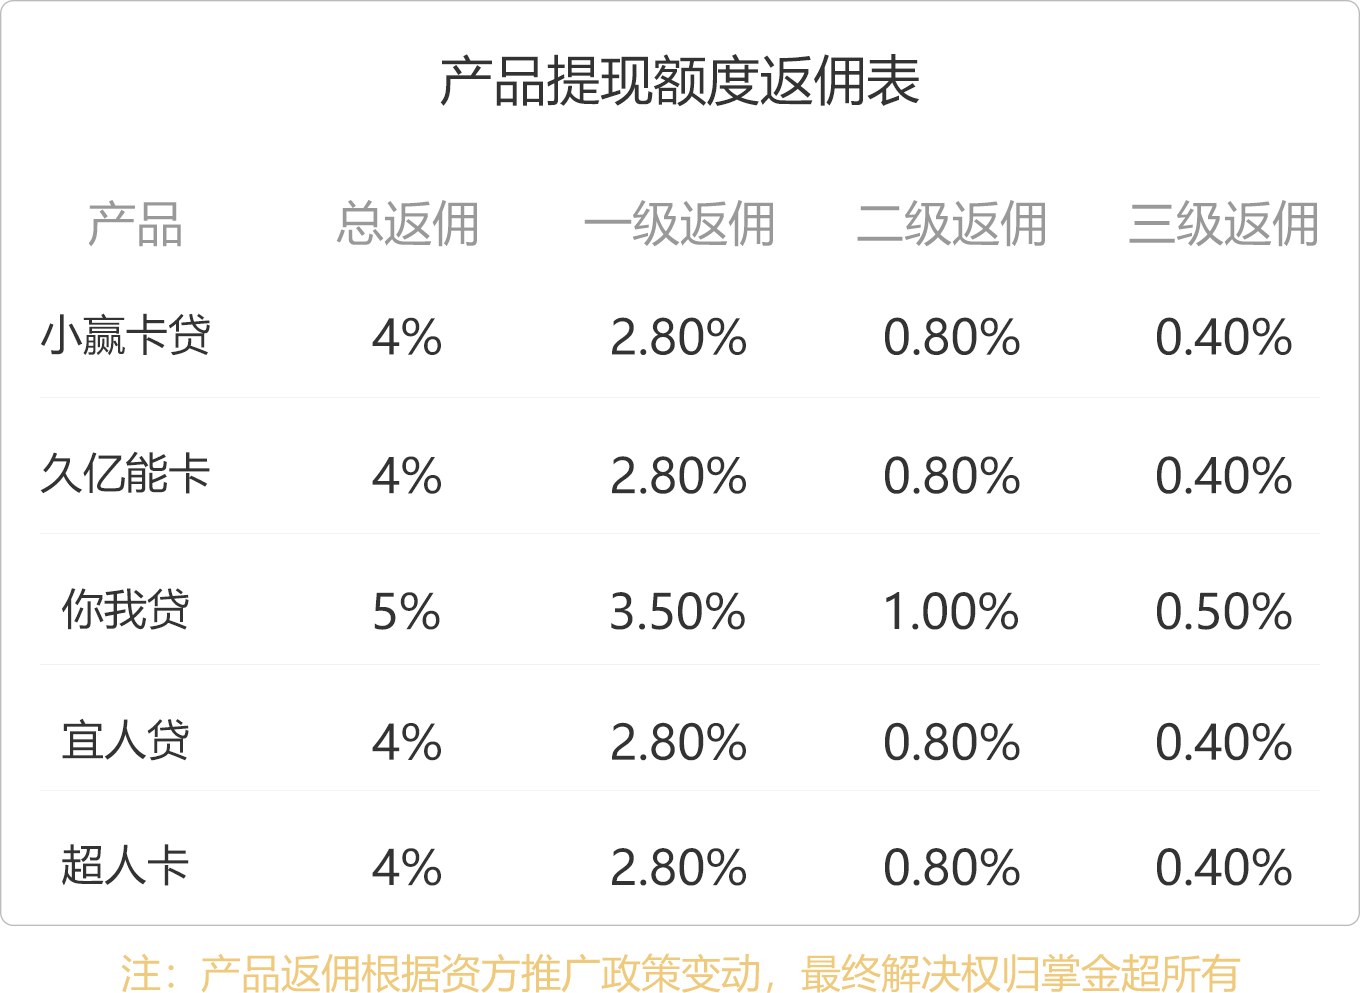 产品提现额度返佣表
产品 总返佣 一级返佣 二级返佣 三级返佣
小赢卡贷 4% 2.80% 0.80% 0.40%
久亿能卡 4% 2.80% 0.80% 0.40%
你我贷 5% 3.50% 1.00% 0.50%
宜人贷 4% 2.80% 0.80% 0.40%
超人卡 4% 2.80% 0.80% 0.40%
注：产品返佣根据资方推广政策变动，最终解决权归掌金超所有